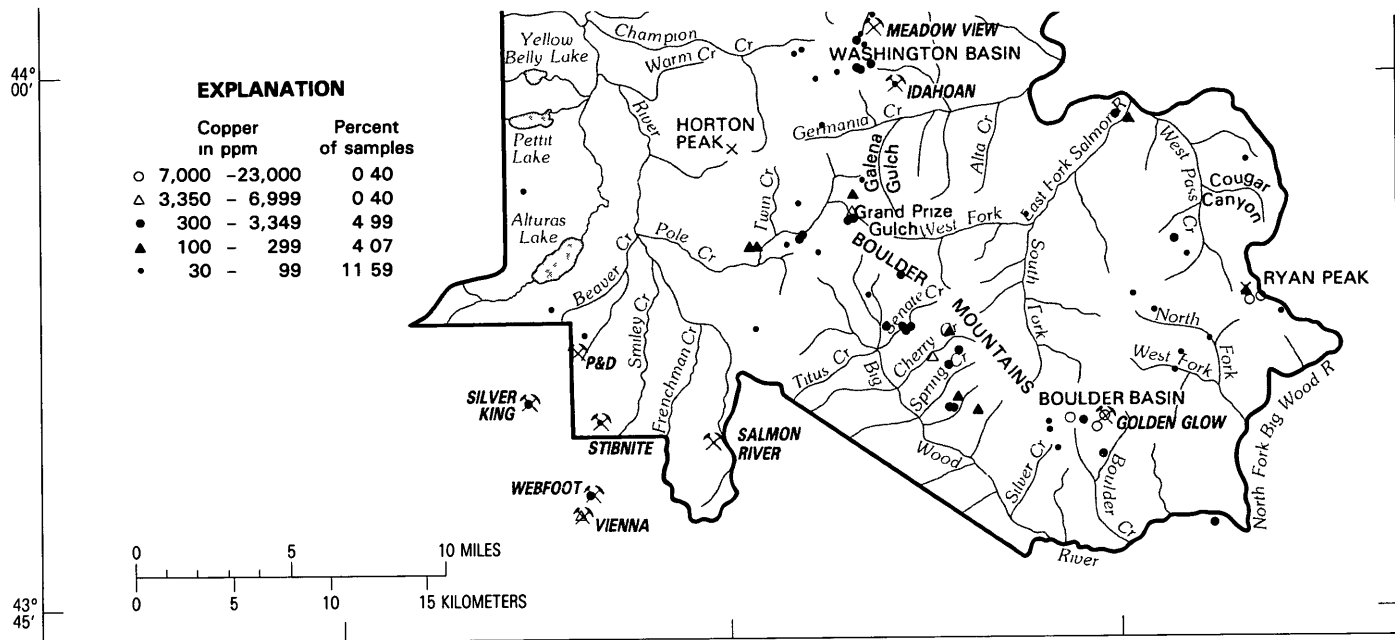 EXPLANATION
Copper
in ppm
Percent
of samples
7,000 -23,000 0 40
3,350 - 6,999 0 40
300 - 3,349 4 99
100 - 299 4 07
30 - 99 11 59
44°
00'
Yellow
Belly Lake
Champion Cr
Warm Cr
MEADOW VIEW
WASHINGTON BASIN
IDAHOAN
Pettit
Lake
River
HORTON
PEAK
Germania Cr
Galena
Gulch
Alta Cr
East Fork Salmon R
West Pass Cr
Cougar
Canyon
Alturas
Lake
Twin Cr
Grand Prize
Gulch
West Fork
Pole Cr
Beaver Cr
Smiley Cr
Frenchman Cr
BOULDER
MOUNTAINS
South Fork
RYAN PEAK
Senate Cr
Cherry Cr
Spring Cr
Titus Cr
Big
Wood
River
North Fork
West Fork
P&D
SILVER
KING
STIBNITE
SALMON
RIVER
WEBFOOT
VIENNA
BOULDER BASIN
GOLDEN GLOW
Silver Cr
Boulder Cr
North Fork Big Wood R
0 5 10 MILES
0 5 10 15 KILOMETERS
43°
45'